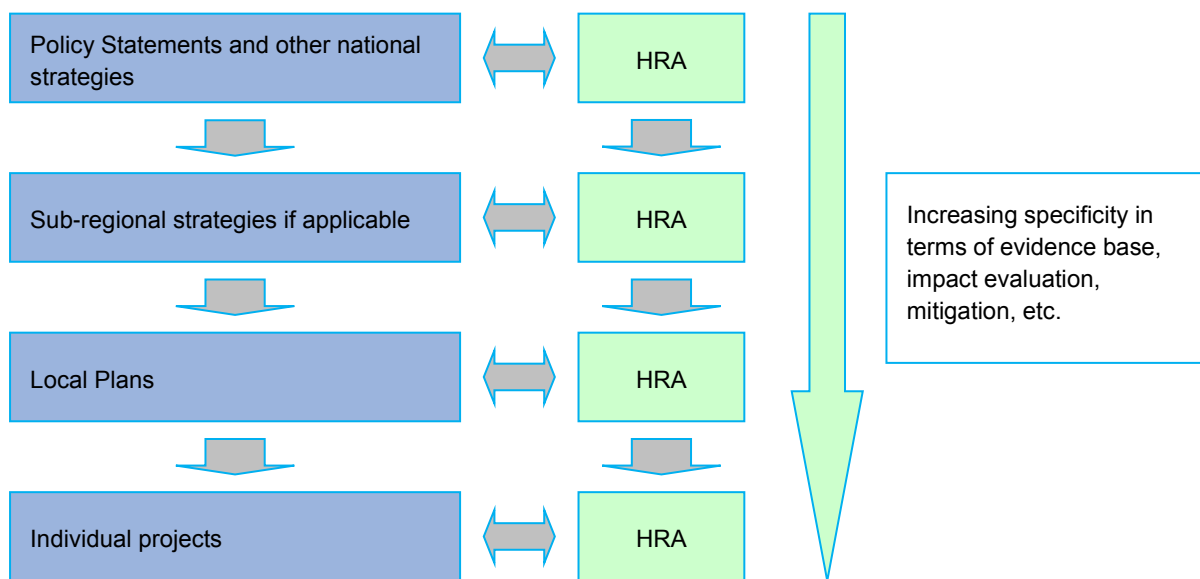 Policy Statements and other national
strategies
HRA
Sub-regional strategies if applicable
HRA
Increasing specificity in
terms of evidence base,
impact evaluation,
mitigation, etc.
Local Plans
HRA
Individual projects
HRA